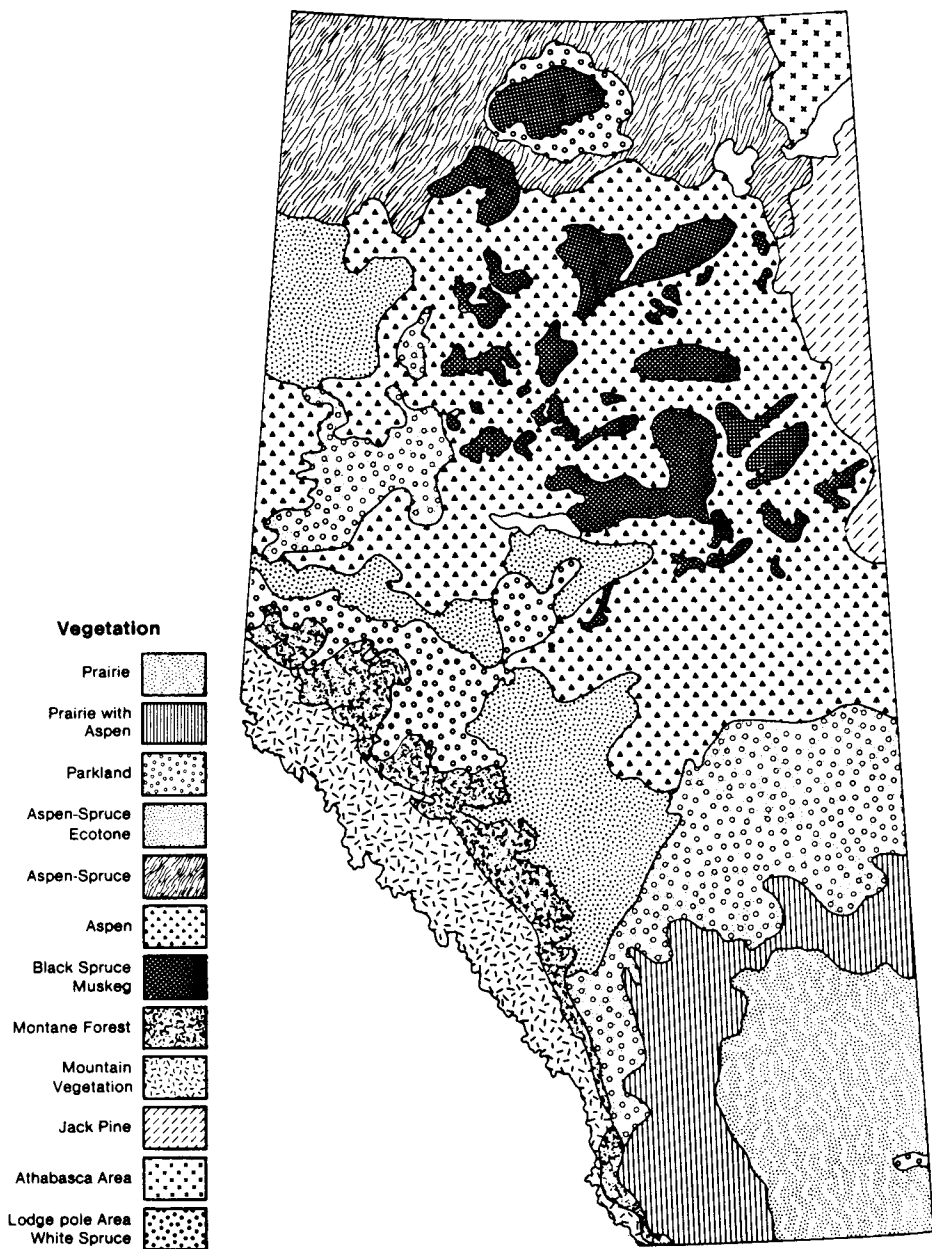 Vegetation
Prairie
Prairie with
Aspen
Parkland
Aspen-Spruce
Ecotone
Aspen-Spruce
Aspen
Black Spruce
Muskeg
Montane Forest
Mountain
Vegetation
Jack Pine
Athabasca Area
Lodge pole Area
White Spruce